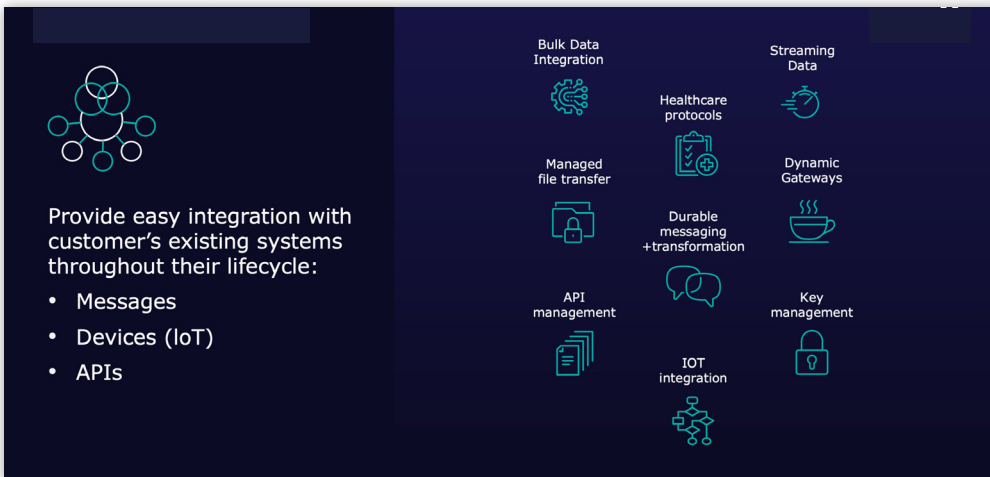 Provide easy integration with
customer’s existing systems
throughout their lifecycle:
• Messages
• Devices (IoT)
• APIs
Bulk Data
Integration
Streaming
Data
Healthcare
protocols
Managed
file transfer
Dynamic
Gateways
Durable
messaging
+transformation
API
management
Key
management
IOT
integration